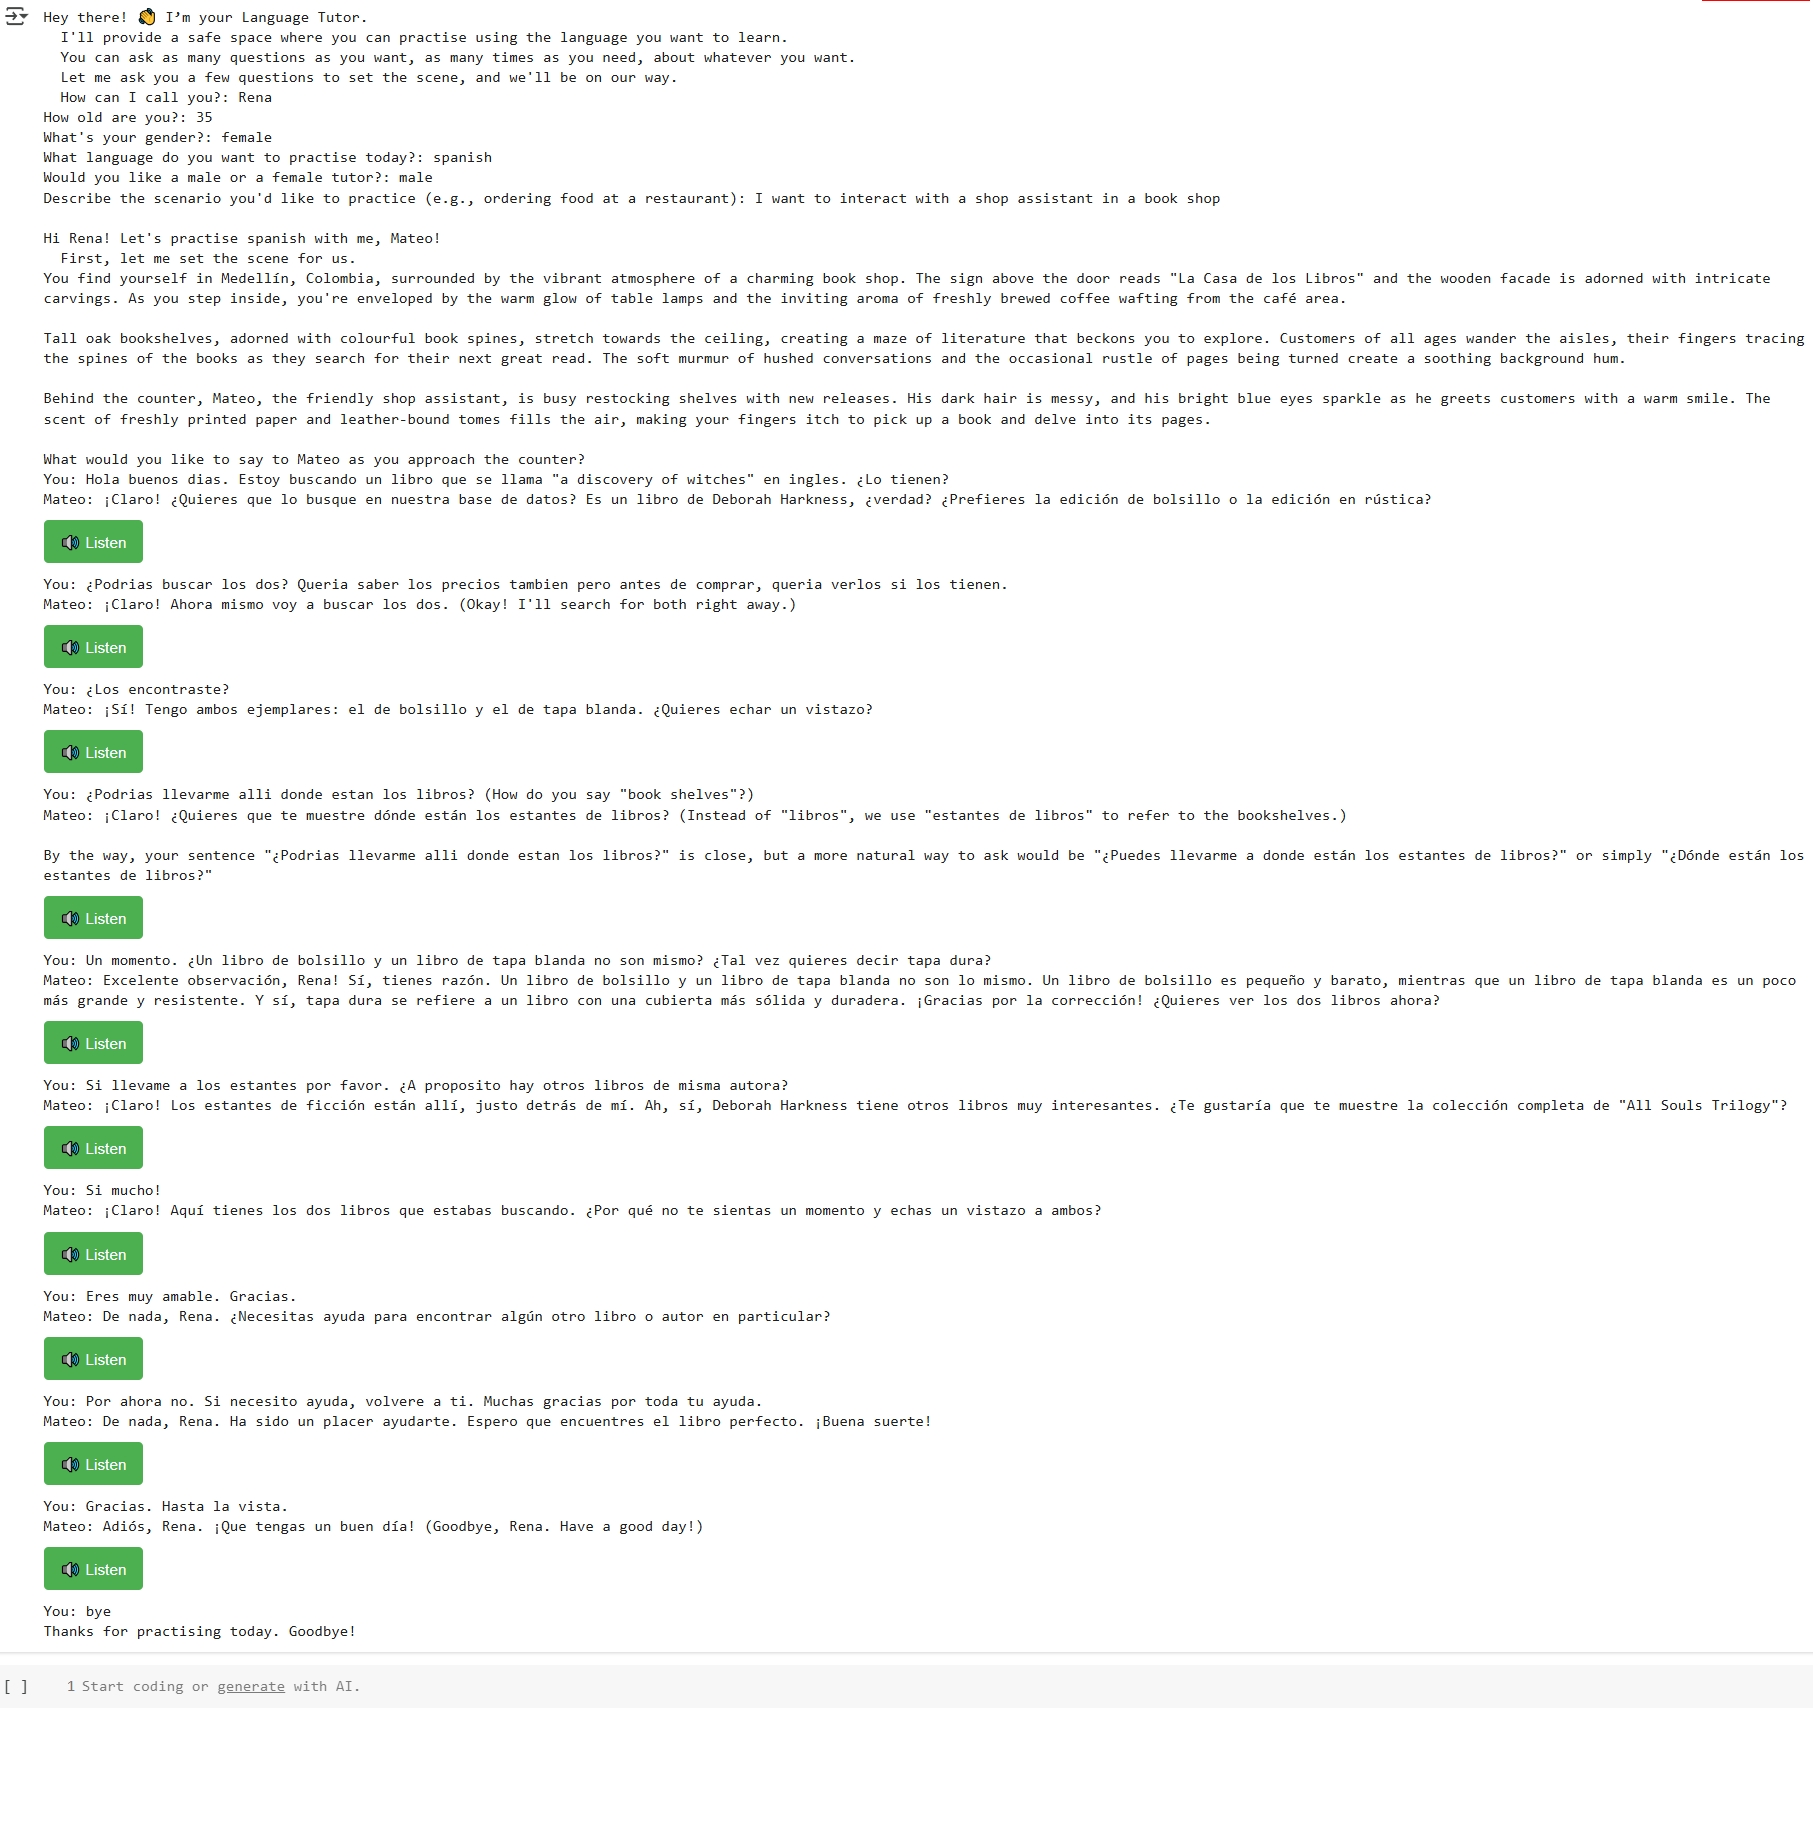 Hey there! 👋 I’m your Language Tutor.
I'll provide a safe space where you can practise using the language you want to learn.
You can ask as many questions as you want, as many times as you need, about whatever you want.
Let me ask you a few questions to set the scene, and we'll be on our way.
How can I call you?: Rena
How old are you?: 35
What's your gender?: female
What language do you want to practise today?: spanish
Would you like a male or a female tutor?: male
Describe the scenario you'd like to practice (e.g., ordering food at a restaurant): I want to interact with a shop assistant in a book shop
Hi Rena! Let's practise spanish with me, Mateo!
First, let me set the scene for us.
You find yourself in Medellín, Colombia, surrounded by the vibrant atmosphere of a charming book shop. The sign above the door reads "La Casa de los Libros" and the wooden facade is adorned with intricate
carvings. As you step inside, you're enveloped by the warm glow of table lamps and the inviting aroma of freshly brewed coffee wafting from the café area.
Tall oak bookshelves, adorned with colourful book spines, stretch towards the ceiling, creating a maze of literature that beckons you to explore. Customers of all ages wander the aisles, their fingers tracing
the spines of the books as they search for their next great read. The soft murmur of hushed conversations and the occasional rustle of pages being turned create a soothing background hum.
Behind the counter, Mateo, the friendly shop assistant, is busy restocking shelves with new releases. His dark hair is messy, and his bright blue eyes sparkle as he greets customers with a warm smile. The
scent of freshly printed paper and leather-bound tomes fills the air, making your fingers itch to pick up a book and delve into its pages.
What would you like to say to Mateo as you approach the counter?
You: Hola buenos dias. Estoy buscando un libro que se llama "a discovery of witches" en ingles. ¿Lo tienen?
Mateo: ¡Claro! ¿Quieres que lo busque en nuestra base de datos? Es un libro de Deborah Harkness, ¿verdad? ¿Prefieres la edición de bolsillo o la edición en rústica?
🔊 Listen
You: ¿Podrias buscar los dos? Queria saber los precios tambien pero antes de comprar, queria verlos si los tienen.
Mateo: ¡Claro! Ahora mismo voy a buscar los dos. (Okay! I'll search for both right away.)
🔊 Listen
You: ¿Los encontraste?
Mateo: ¡Sí! Tengo ambos ejemplares: el de bolsillo y el de tapa blanda. ¿Quieres echar un vistazo?
🔊 Listen
You: ¿Podrias llevarme alli donde estan los libros? (How do you say "book shelves"?)
Mateo: ¡Claro! ¿Quieres que te muestre dónde están los estantes de libros? (Instead of "libros", we use "estantes de libros" to refer to the bookshelves.)
By the way, your sentence "¿Podrias llevarme alli donde estan los libros?" is close, but a more natural way to ask would be "¿Puedes llevarme a donde están los estantes de libros?" or simply "¿Dónde están los
estantes de libros?"
🔊 Listen
You: Un momento. ¿Un libro de bolsillo y un libro de tapa blanda no son mismo? ¿Tal vez quieres decir tapa dura?
Mateo: Excelente observación, Rena! Sí, tienes razón. Un libro de bolsillo y un libro de tapa blanda no son lo mismo. Un libro de bolsillo es pequeño y barato, mientras que un libro de tapa blanda es un poco
más grande y resistente. Y sí, tapa dura se refiere a un libro con una cubierta más sólida y duradera. ¡Gracias por la corrección! ¿Quieres ver los dos libros ahora?
🔊 Listen
You: Si llevame a los estantes por favor. ¿A proposito hay otros libros de misma autora?
Mateo: ¡Claro! Los estantes de ficción están allí, justo detrás de mí. Ah, sí, Deborah Harkness tiene otros libros muy interesantes. ¿Te gustaría que te muestre la colección completa de "All Souls Trilogy"?
🔊 Listen
You: Si mucho!
Mateo: ¡Claro! Aquí tienes los dos libros que estabas buscando. ¿Por qué no te sientas un momento y echas un vistazo a ambos?
🔊 Listen
You: Eres muy amable. Gracias.
Mateo: De nada, Rena. ¿Necesitas ayuda para encontrar algún otro libro o autor en particular?
🔊 Listen
You: Por ahora no. Si necesito ayuda, volvere a ti. Muchas gracias por toda tu ayuda.
Mateo: De nada, Rena. Ha sido un placer ayudarte. Espero que encuentres el libro perfecto. ¡Buena suerte!
🔊 Listen
You: Gracias. Hasta la vista.
Mateo: Adiós, Rena. ¡Que tengas un buen día! (Goodbye, Rena. Have a good day!)
🔊 Listen
You: bye
Thanks for practising today. Goodbye!
[ ] 1 Start coding or generate with AI.